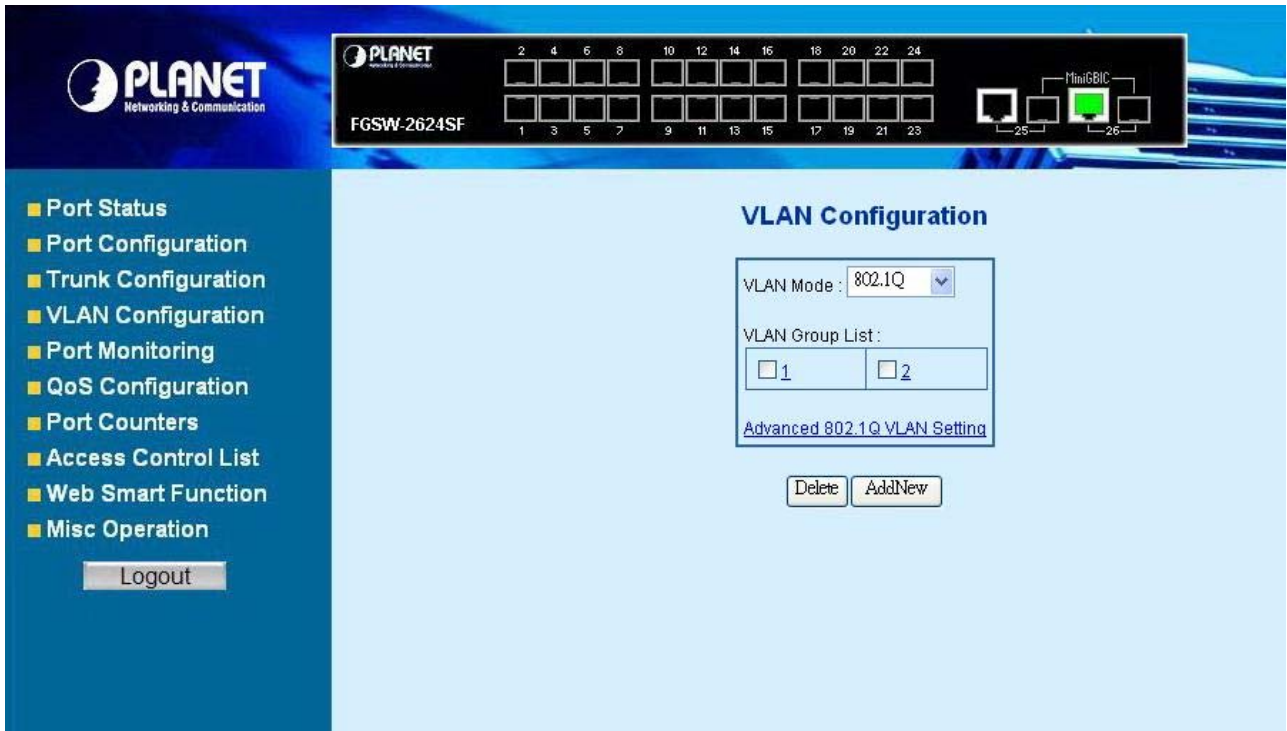 PLANET
Networking & Communication
PLANET
FGSW-2624SF
2 4 6 8 10 12 14 16 18 20 22 24
1 3 5 7 9 11 13 15 17 19 21 23
MiniGBIC
25 26
Port Status
Port Configuration
Trunk Configuration
VLAN Configuration
Port Monitoring
QoS Configuration
Port Counters
Access Control List
Web Smart Function
Misc Operation
Logout
VLAN Configuration
VLAN Mode : 802.1Q
VLAN Group List :
1 2
Advanced 802.1Q VLAN Setting
Delete AddNew